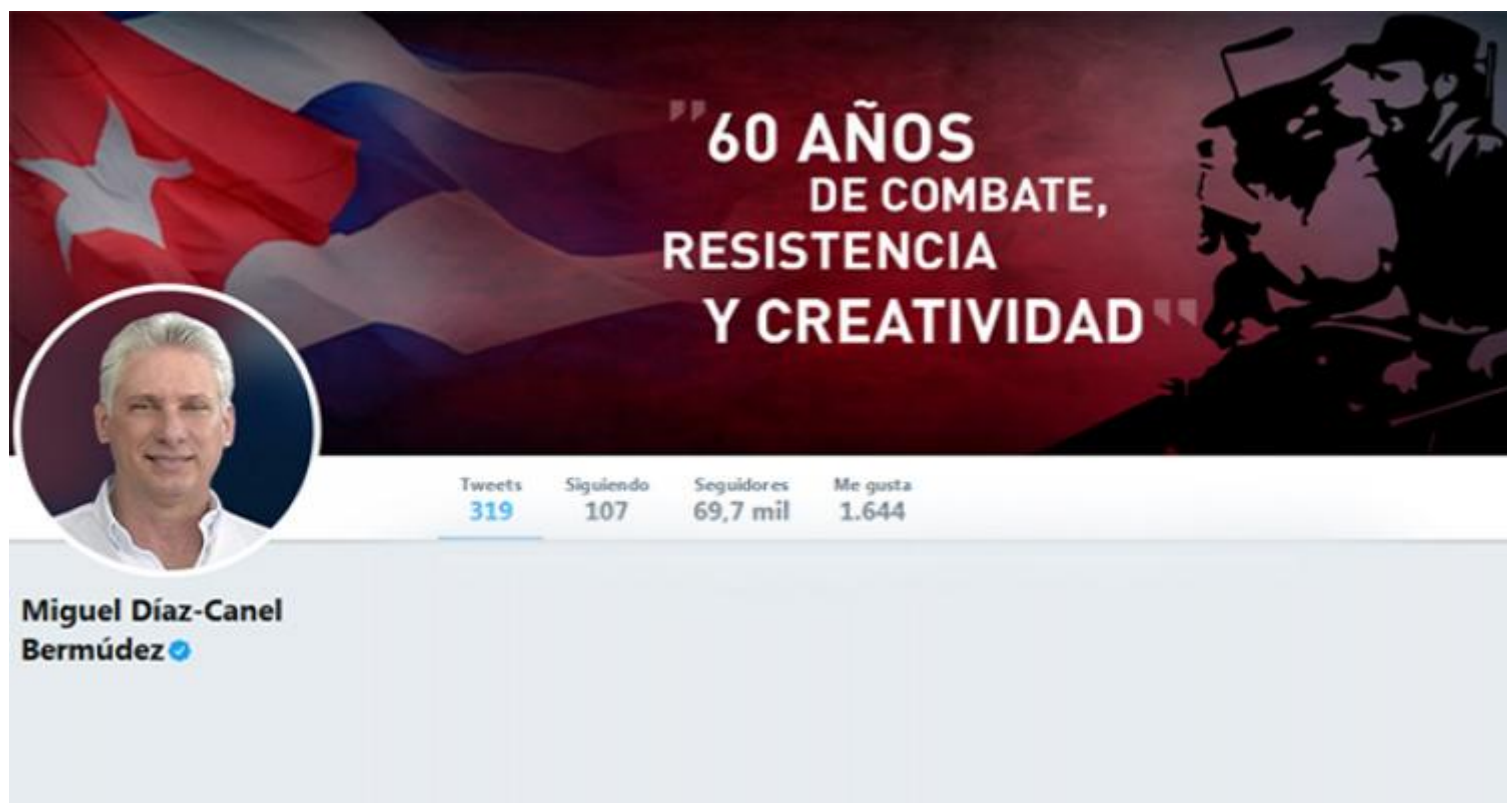 "60 AÑOS
DE COMBATE,
RESISTENCIA
Y CREATIVIDAD"
Tweets Siguiendo Seguidores Me gusta
319 107 69,7 mil 1.644
Miguel Díaz-Canel
Bermúdez